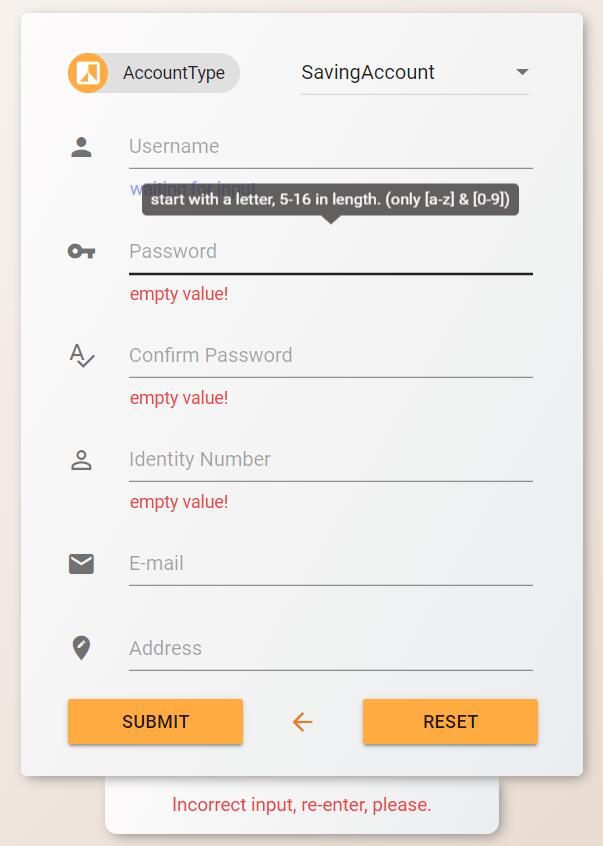 AccountType
SavingAccount
Username
waiting for input
start with a letter, 5-16 in length. (only [a-z] & [0-9])
Password
empty value!
Confirm Password
empty value!
Identity Number
empty value!
E-mail
Address
SUBMIT
RESET
Incorrect input, re-enter, please.